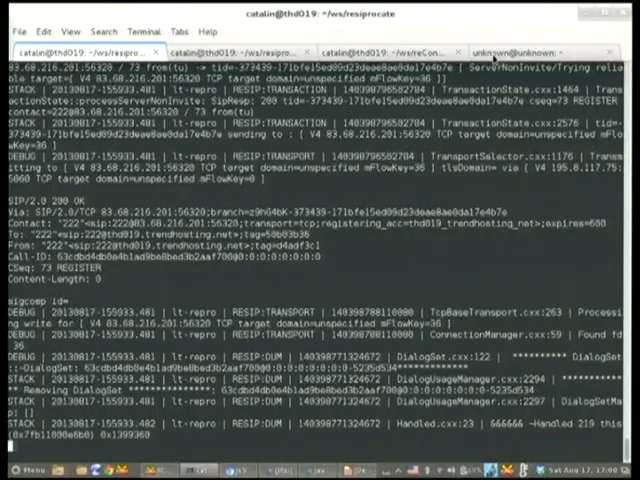 catalin@thd019: ~/ws/resiprocate
File Edit View Search Terminal Tabs Help
catalin@thd019: ~/ws/resipro... × catalin@thd019: ~/ws/resipro... × catalin@thd019: ~/ws/reCon... × unknown@unknown: ~ ×
83.68.216.201:56320 / 73 from(tu) -> tid=-373439-171bfe15ed09d23deae8ae0da17e4b7e [ ServerNonInvite/Trying relia
ble target=[ V4 83.68.216.201:56320 TCP target domain=unspecified mFlowKey=36 ]]
STACK | 20130817-155933.481 | lt-repro | RESIP:TRANSACTION | 140398796502784 | TransactionState.cxx:1464 | Trans
actionState::processServerNonInvite: SipResp: 200 tid=-373439-171bfe15ed09d23deae8ae0da17e4b7e cseq=73 REGISTER
contact=222@83.68.216.201:56320 / 73 from(tu)
STACK | 20130817-155933.481 | lt-repro | RESIP:TRANSACTION | 140398796502784 | TransactionState.cxx:2576 | tid=-
373439-171bfe15ed09d23deae8ae0da17e4b7e sending to : [ V4 83.68.216.201:56320 TCP target domain=unspecified mFlo
wKey=36 ]
DEBUG | 20130817-155933.481 | lt-repro | RESIP:TRANSPORT | 140398796502784 | TransportSelector.cxx:1176 | Transm
itting to [ V4 83.68.216.201:56320 TCP target domain=unspecified mFlowKey=36 ] tlsDomain= via [ V4 195.8.117.75:
5060 TCP target domain=unspecified mFlowKey=0 ]
SIP/2.0 200 OK
Via: SIP/2.0/TCP 83.68.216.201:56320;branch=z9hG4bK-373439-171bfe15ed09d23deae8ae0da17e4b7e
Contact: "222"<sip:222@83.68.216.201:56320;transport=tcp;registering_acc=thd019_trendhosting_net>;expires=600
To: "222"<sip:222@thd019.trendhosting.net>;tag=50b03b36
From: "222"<sip:222@thd019.trendhosting.net>;tag=d4adf3c1
Call-ID: 63cdbd4db0e4b1ad9be8bed3b2aaf700@0:0:0:0:0:0:0:0
CSeq: 73 REGISTER
Content-Length: 0
sigcomp id=
DEBUG | 20130817-155933.481 | lt-repro | RESIP:TRANSPORT | 140398788110080 | TcpBaseTransport.cxx:263 | Processi
ng write for [ V4 83.68.216.201:56320 TCP target domain=unspecified mFlowKey=36 ]
DEBUG | 20130817-155933.481 | lt-repro | RESIP:TRANSPORT | 140398788110080 | ConnectionManager.cxx:59 | Found fd
36
DEBUG | 20130817-155933.481 | lt-repro | RESIP:DUM | 140398771324672 | DialogSet.cxx:122 | ********** DialogSet
::~DialogSet: 63cdbd4db0e4b1ad9be8bed3b2aaf700@0:0:0:0:0:0:0:0-5235d534*************
STACK | 20130817-155933.481 | lt-repro | RESIP:DUM | 140398771324672 | DialogUsageManager.cxx:2294 | **********
** Removing DialogSet ***************: 63cdbd4db0e4b1ad9be8bed3b2aaf700@0:0:0:0:0:0:0:0-5235d534
STACK | 20130817-155933.481 | lt-repro | RESIP:DUM | 140398771324672 | DialogUsageManager.cxx:2297 | DialogSetMa
p: []
STACK | 20130817-155933.481 | lt-repro | RESIP:DUM | 140398771324672 | Handled.cxx:23 | 666666 ~Handled 219 this
(0x7fb11000e6b0) 0x1399360
Menu Sat Aug 17, 17:00